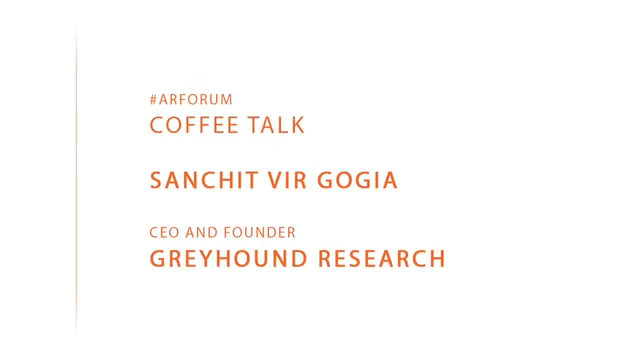 #ARFORUM
COFFEE TALK
SANCHIT VIR GOGIA
CEO AND FOUNDER
GREYHOUND RESEARCH